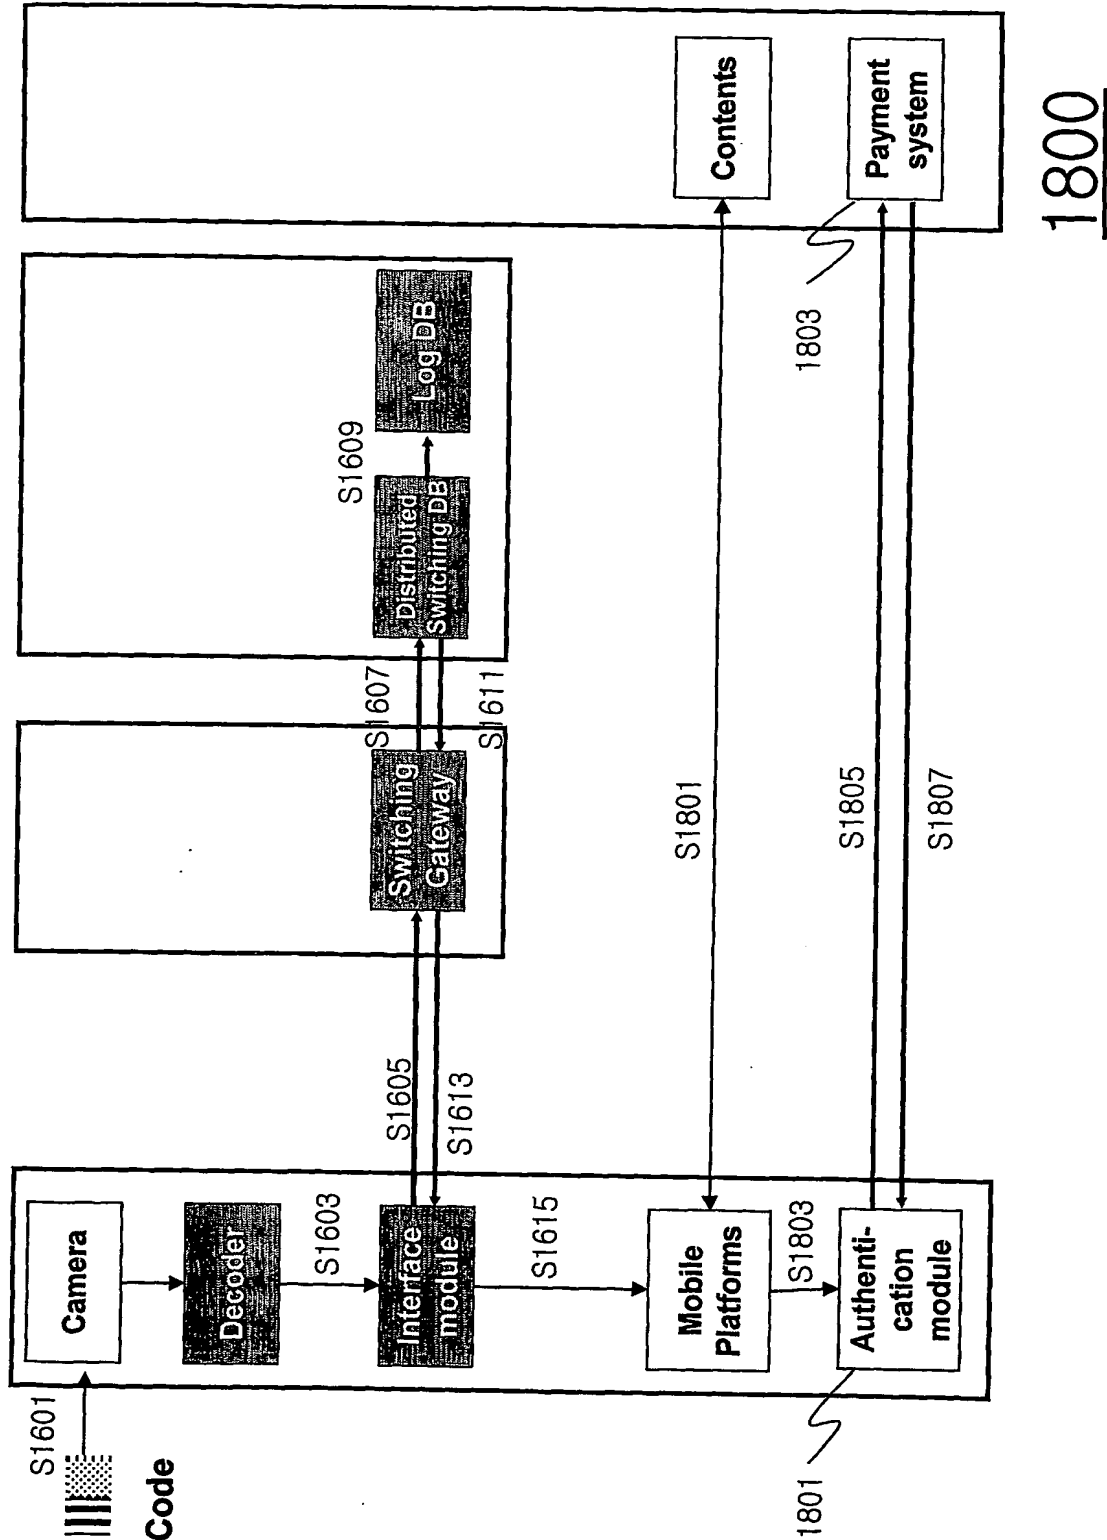 S1601
Code
Camera
Decoder
S1603
Interface
module
S1605
S1613
Switching
Gateway
S1607
S1611
Distributed
Switching DB
S1609
Log DB
S1615
Mobile
Platforms
S1801
Contents
S1803
Authenti-
cation
module
1801
S1805
S1807
Payment
system
1803
1800